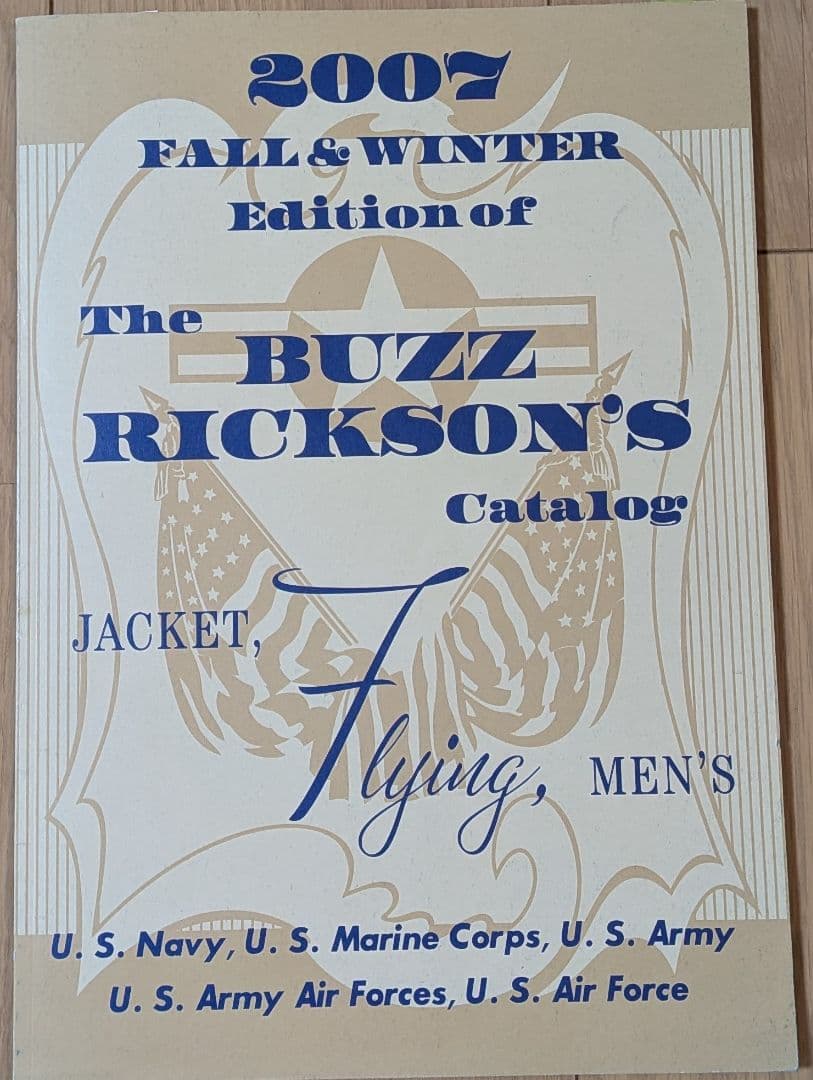 2007
FALL & WINTER
Edition of
The
BUZZ
RICKSON'S
Catalog
JACKET,
Flying, MEN'S
U. S. Navy, U. S. Marine Corps, U. S. Army
U. S. Army Air Forces, U. S. Air Force